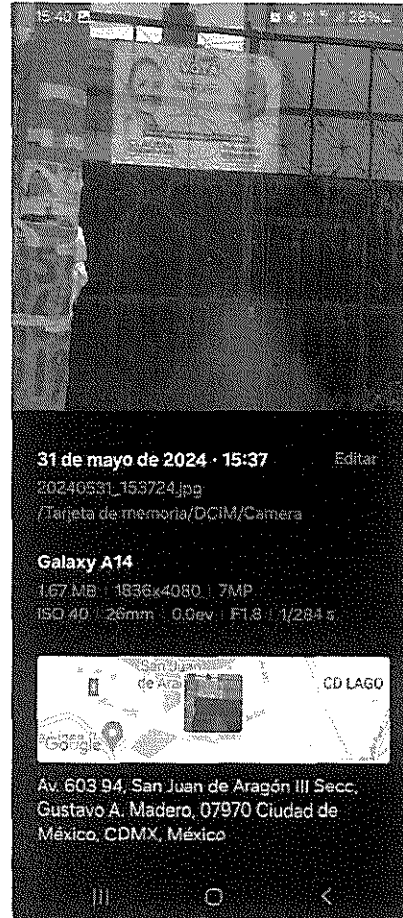 15:40
28%
31 de mayo de 2024 · 15:37
Editar
20240531_153724.jpg
/Tarjeta de memoria/DCIM/Camera
Galaxy A14
1.67 MB 1836x4080 7MP
ISO 40 26mm 0.0ev F1.8 1/284 s
San Juan
de Ara
CD LAGO
Google
Av. 603 94, San Juan de Aragón III Secc,
Gustavo A. Madero, 07970 Ciudad de
México, CDMX, México